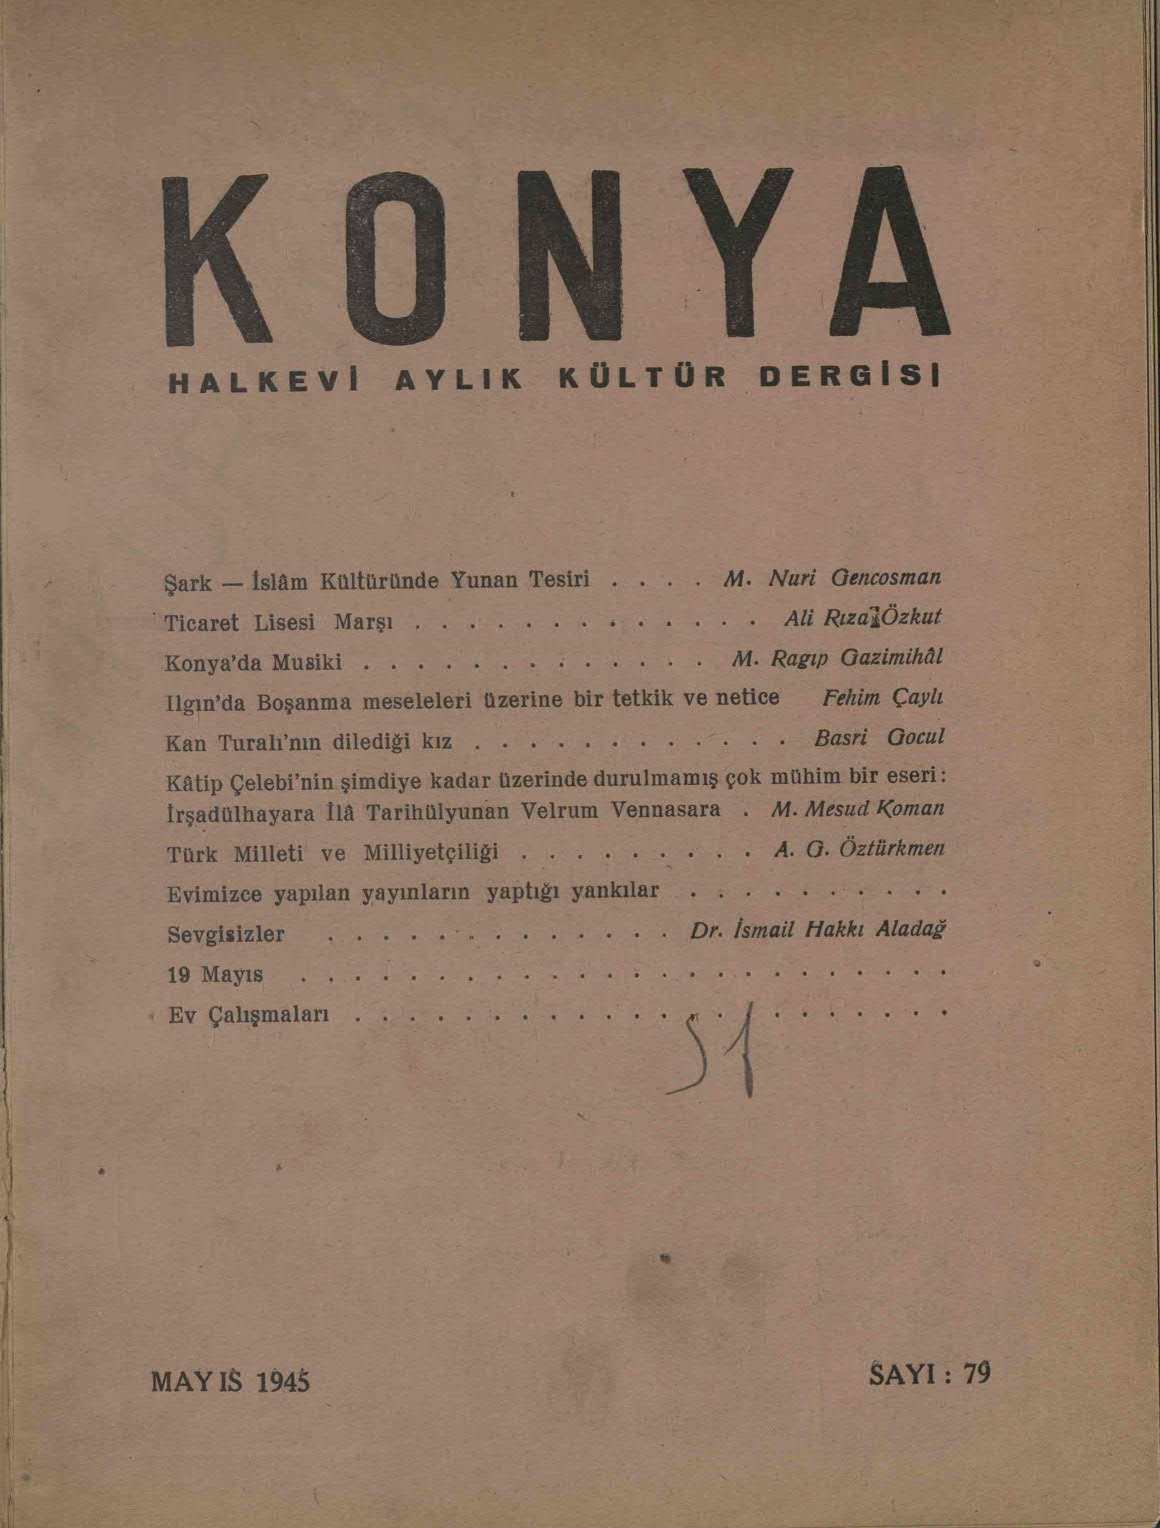 KONYA
HALKEVİ AYLIK KÜLTÜR DERGİSİ
Şark — İslâm Kültüründe Yunan Tesiri . . . . M. Nuri Gencosman
Ticaret Lisesi Marşı . . . . . . . . . . . . . Ali Rıza Özkut
Konya'da Musiki . . . . . . . . . . . . . M. Ragıp Gazimihâl
Ilgın'da Boşanma meseleleri üzerine bir tetkik ve netice Fehim Çaylı
Kan Turalı'nın dilediği kız . . . . . . . . . . . . Basri Gocul
Kâtip Çelebi'nin şimdiye kadar üzerinde durulmamış çok mühim bir eseri:
İrşadülhayara İlâ Tarihülyunan Velrum Vennasara . M. Mesud Koman
Türk Milleti ve Milliyetçiliği . . . . . . . . . A. G. Öztürkmen
Evimizce yapılan yayınların yaptığı yankılar . . . . . . . . . .
Sevgisizler . . . . . . . . . . . . . Dr. İsmail Hakkı Aladağ
19 Mayıs . . . . . . . . . . . . . . . . . . . . . . . .
Ev Çalışmaları . . . . . . . . . . . . . . . . . . . . . .
MAYIS 1945
SAYI : 79